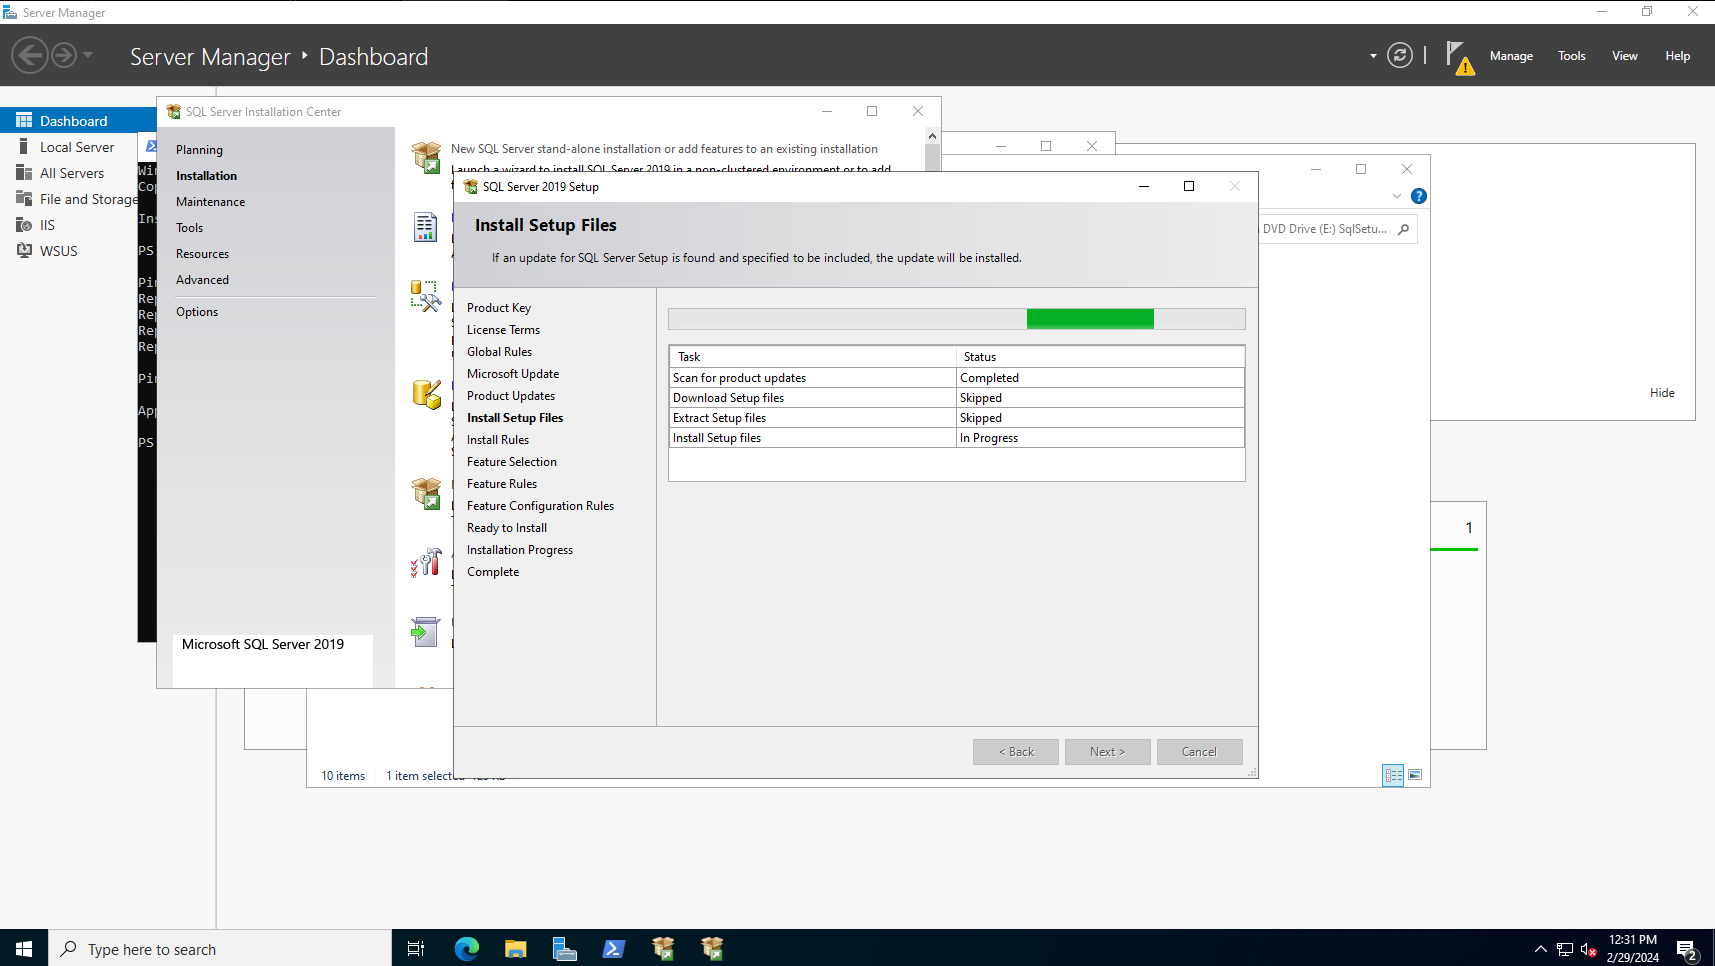 Server Manager
Server Manager ‣ Dashboard
Manage
Tools
View
Help
Dashboard
Local Server
All Servers
File and Storage
IIS
WSUS
SQL Server Installation Center
Planning
Installation
Maintenance
Tools
Resources
Advanced
Options
Microsoft SQL Server 2019
New SQL Server stand-alone installation or add features to an existing installation
Launch a wizard to install SQL Server 2019 in a non-clustered environment or to add
PS
PS
DVD Drive (E:) SqlSetu...
Hide
1
SQL Server 2019 Setup
Install Setup Files
If an update for SQL Server Setup is found and specified to be included, the update will be installed.
Product Key
License Terms
Global Rules
Microsoft Update
Product Updates
Install Setup Files
Install Rules
Feature Selection
Feature Rules
Feature Configuration Rules
Ready to Install
Installation Progress
Complete
Task Status
Scan for product updates Completed
Download Setup files Skipped
Extract Setup files Skipped
Install Setup files In Progress
< Back
Next >
Cancel
10 items
1 item selected
Type here to search
12:31 PM
2/29/2024
2